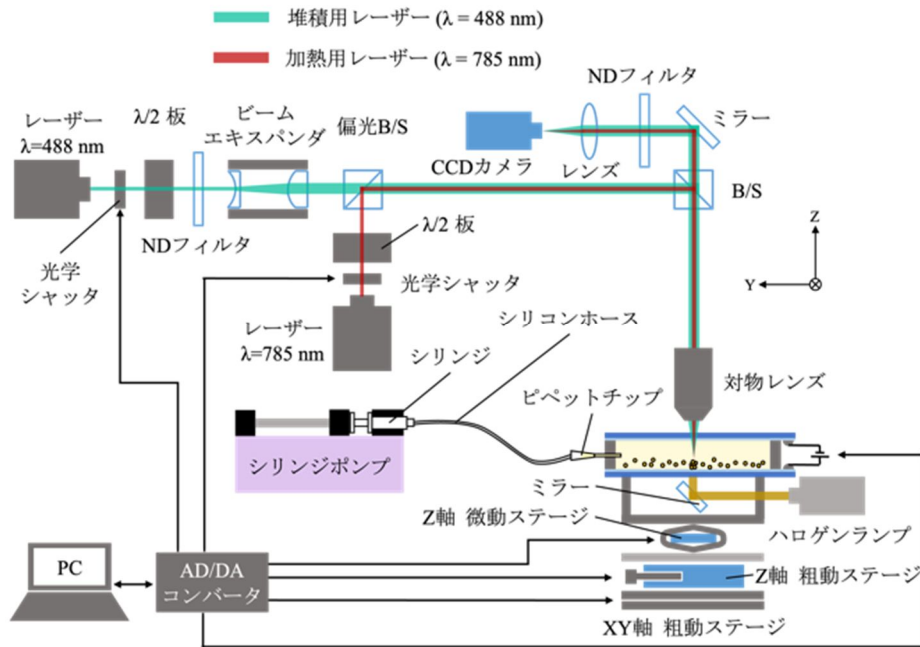 堆積用レーザー (λ = 488 nm)
加熱用レーザー (λ = 785 nm)
NDフィルタ
ミラー
レーザー
λ=488 nm
λ/2 板
ビーム
エキスパンダ
偏光B/S
CCDカメラ
レンズ
B/S
NDフィルタ
光学
シャッタ
λ/2 板
光学シャッタ
レーザー
λ=785 nm
Z
Y
シリコンホース
シリンジ
ピペットチップ
対物レンズ
シリンジポンプ
ミラー
ハロゲンランプ
Z軸 微動ステージ
PC
AD/DA
コンバータ
Z軸 粗動ステージ
XY軸 粗動ステージ